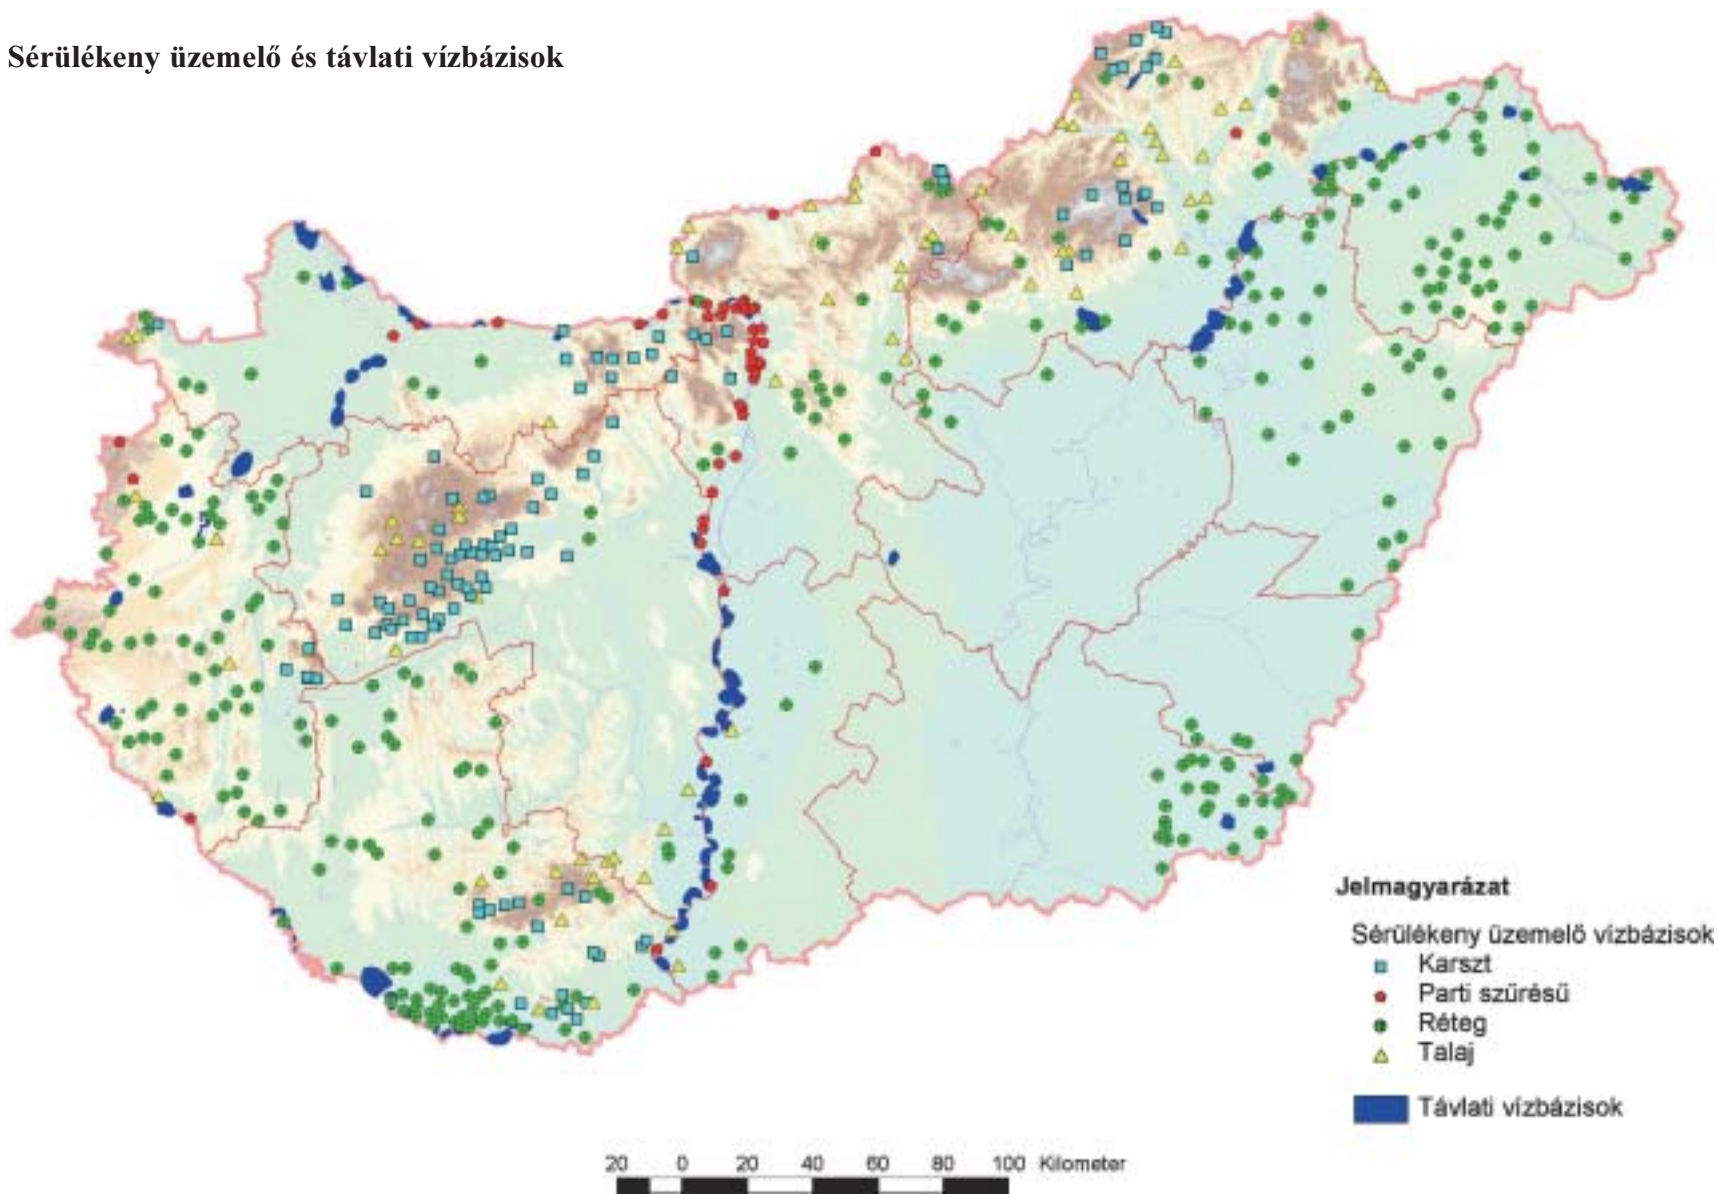 Sérülékeny üzemelő és távlati vízbázisok
Jelmagyarázat
Sérülékeny üzemelő vízbázisok
Karszt
Parti szűrésű
Réteg
Talaj
Távlati vízbázisok
20 0 20 40 60 80 100 Kilometer